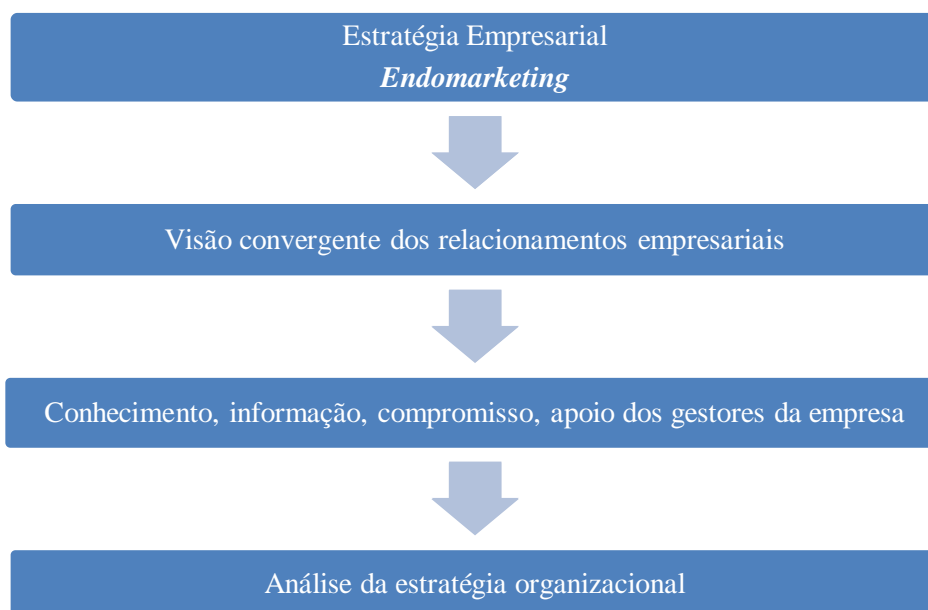 Estratégia Empresarial
Endomarketing
Visão convergente dos relacionamentos empresariais
Conhecimento, informação, compromisso, apoio dos gestores da empresa
Análise da estratégia organizacional